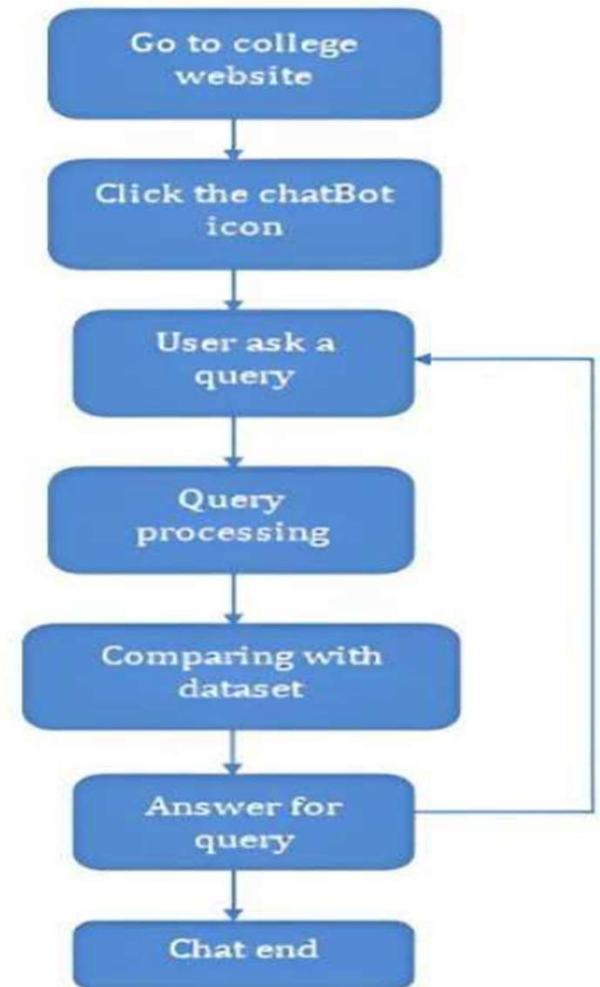 Go to college
website
Click the chatBot
icon
User ask a
query
Query
processing
Comparing with
dataset
Answer for
query
Chat end